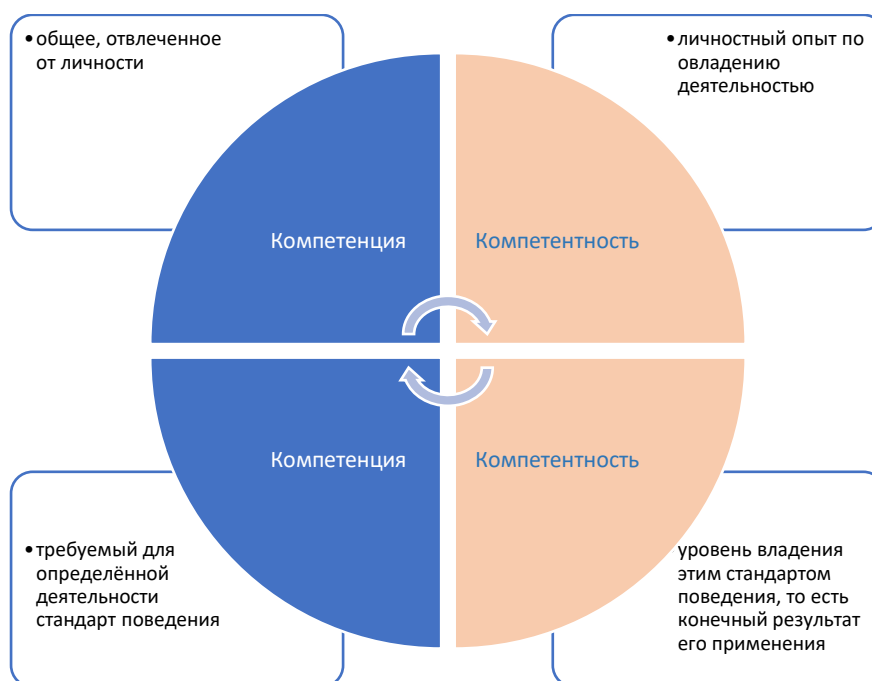 •общее, отвлеченное
от личности
•личностный опыт по
овладению
деятельностью
Компетенция
Компетентность
Компетенция
Компетентность
•требуемый для
определённой
деятельности
стандарт поведения
уровень владения
этим стандартом
поведения, то есть
конечный результат
его применения